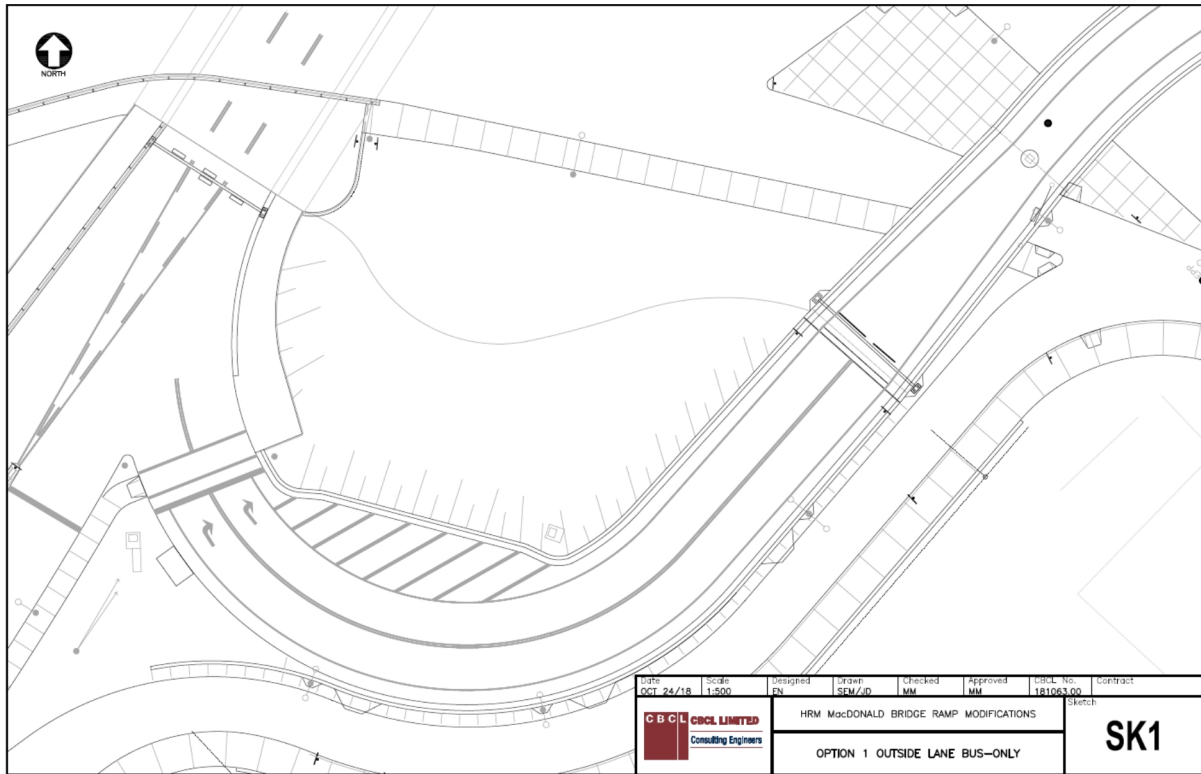 NORTH
Date
OCT 24/18
Scale
1:500
Designed
EN
Drawn
SEM/JD
Checked
MM
Approved
MM
CBCL No.
181063.00
Contract
CBCL
CBCL LIMITED
Consulting Engineers
HRM MacDONALD BRIDGE RAMP MODIFICATIONS
OPTION 1 OUTSIDE LANE BUS-ONLY
Sketch
SK1